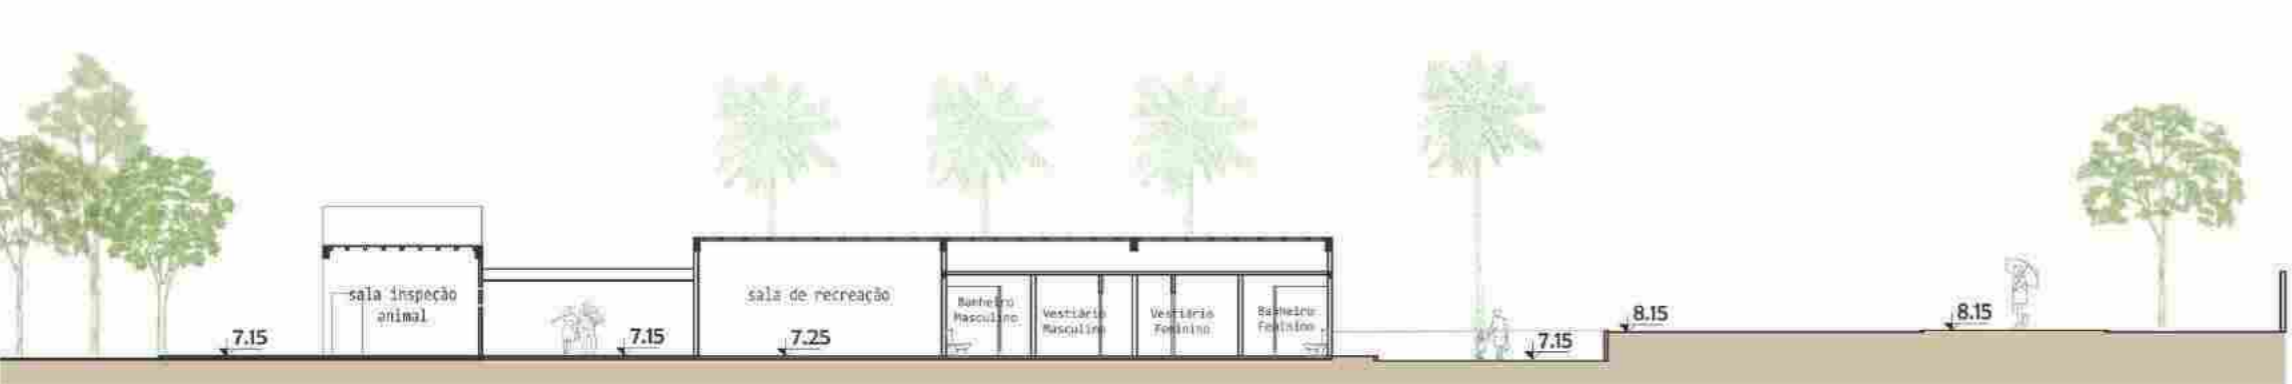 sala inspeção
animal
7.15
7.15
sala de recreação
7.25
Banheiro
Masculino
Vestiário
Masculino
Vestiário
Feminino
Banheiro
Feminino
7.15
8.15
8.15